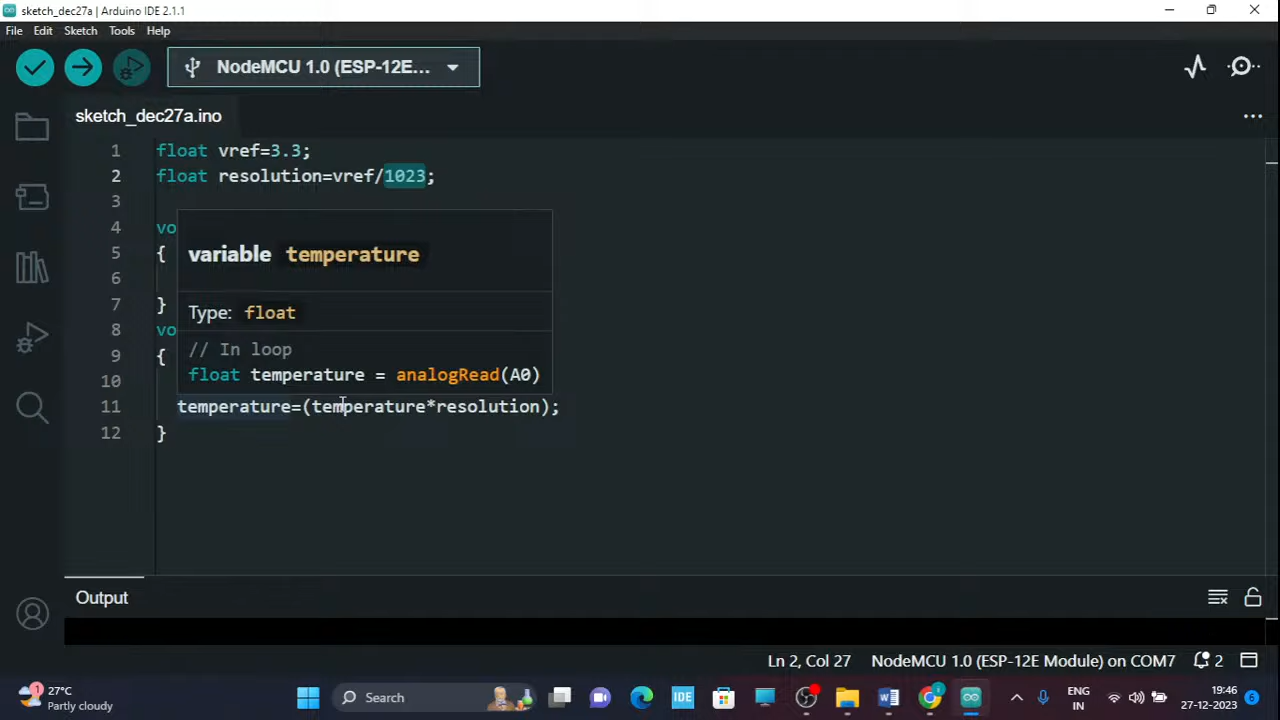 sketch_dec27a | Arduino IDE 2.1.1
File Edit Sketch Tools Help
NodeMCU 1.0 (ESP-12E...
sketch_dec27a.ino
1 float vref=3.3;
2 float resolution=vref/1023;
3
4 vo
5 {
variable temperature
6
7 }
Type: float
8 vo
// In loop
9 {
float temperature = analogRead(A0)
10
11 temperature=(temperature*resolution);
12 }
Output
Ln 2, Col 27 NodeMCU 1.0 (ESP-12E Module) on COM7 2
1 27°C
Partly cloudy
Search
IDE
ENG
IN
19:46
27-12-2023
6